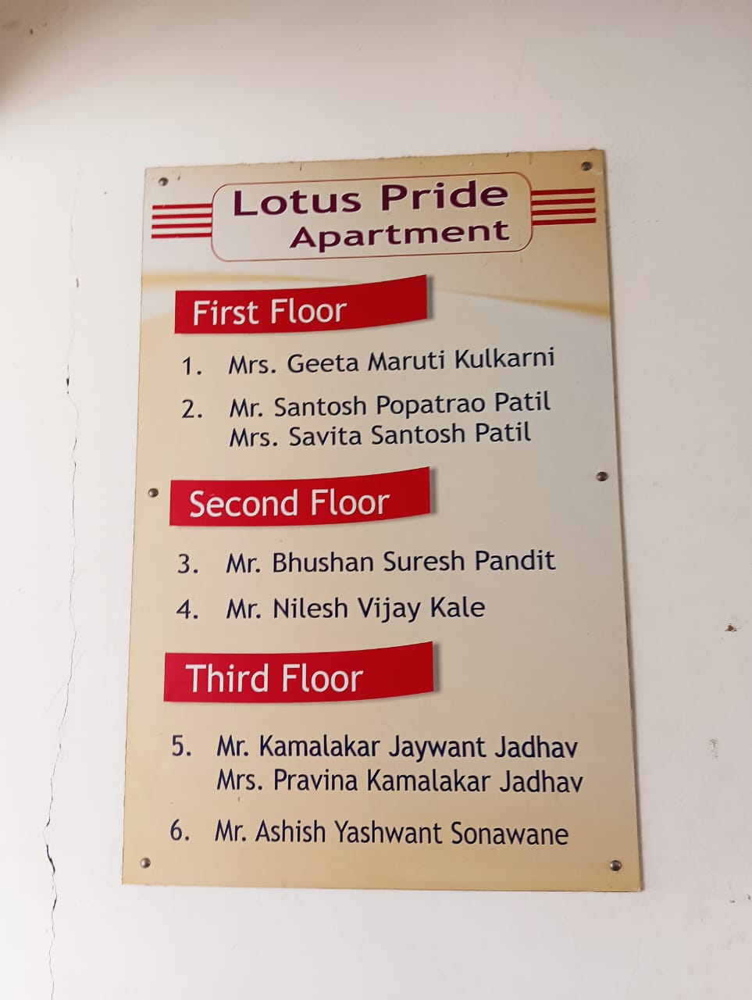 Lotus Pride
Apartment
First Floor
1. Mrs. Geeta Maruti Kulkarni
2. Mr. Santosh Popatrao Patil
Mrs. Savita Santosh Patil
Second Floor
3. Mr. Bhushan Suresh Pandit
4. Mr. Nilesh Vijay Kale
Third Floor
5. Mr. Kamalakar Jaywant Jadhav
Mrs. Pravina Kamalakar Jadhav
6. Mr. Ashish Yashwant Sonawane